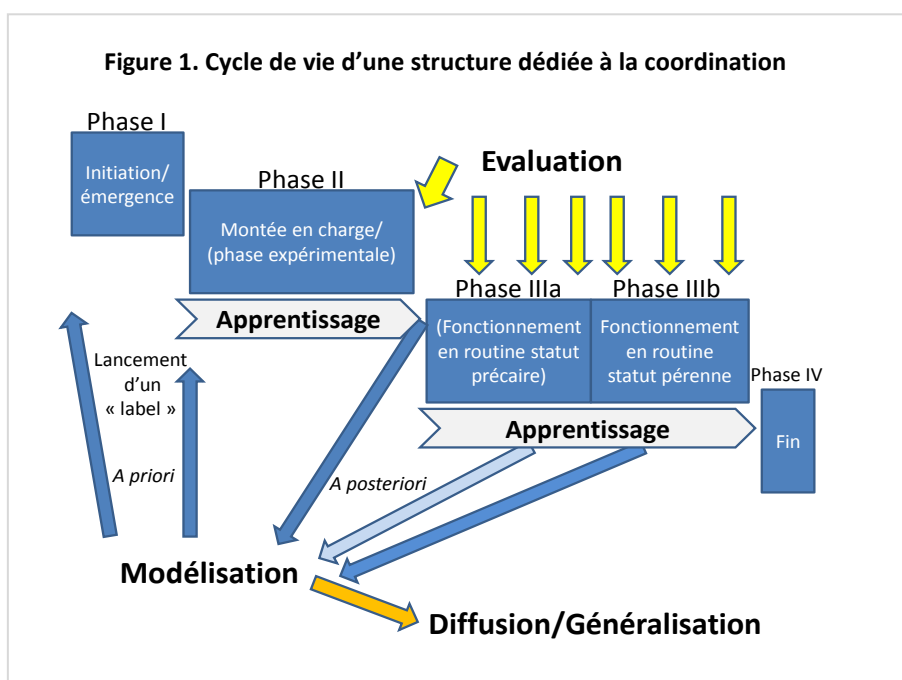 Figure 1. Cycle de vie d’une structure dédiée à la coordination
Phase I
Initiation/
émergence
Phase II
Montée en charge/
(phase expérimentale)
Evaluation
Apprentissage
Phase IIIa
(Fonctionnement
en routine statut
précaire)
Phase IIIb
Fonctionnement
en routine
statut pérenne
Phase IV
Fin
Apprentissage
Lancement
d’un
« label »
A priori
A posteriori
Modélisation
Diffusion/Généralisation